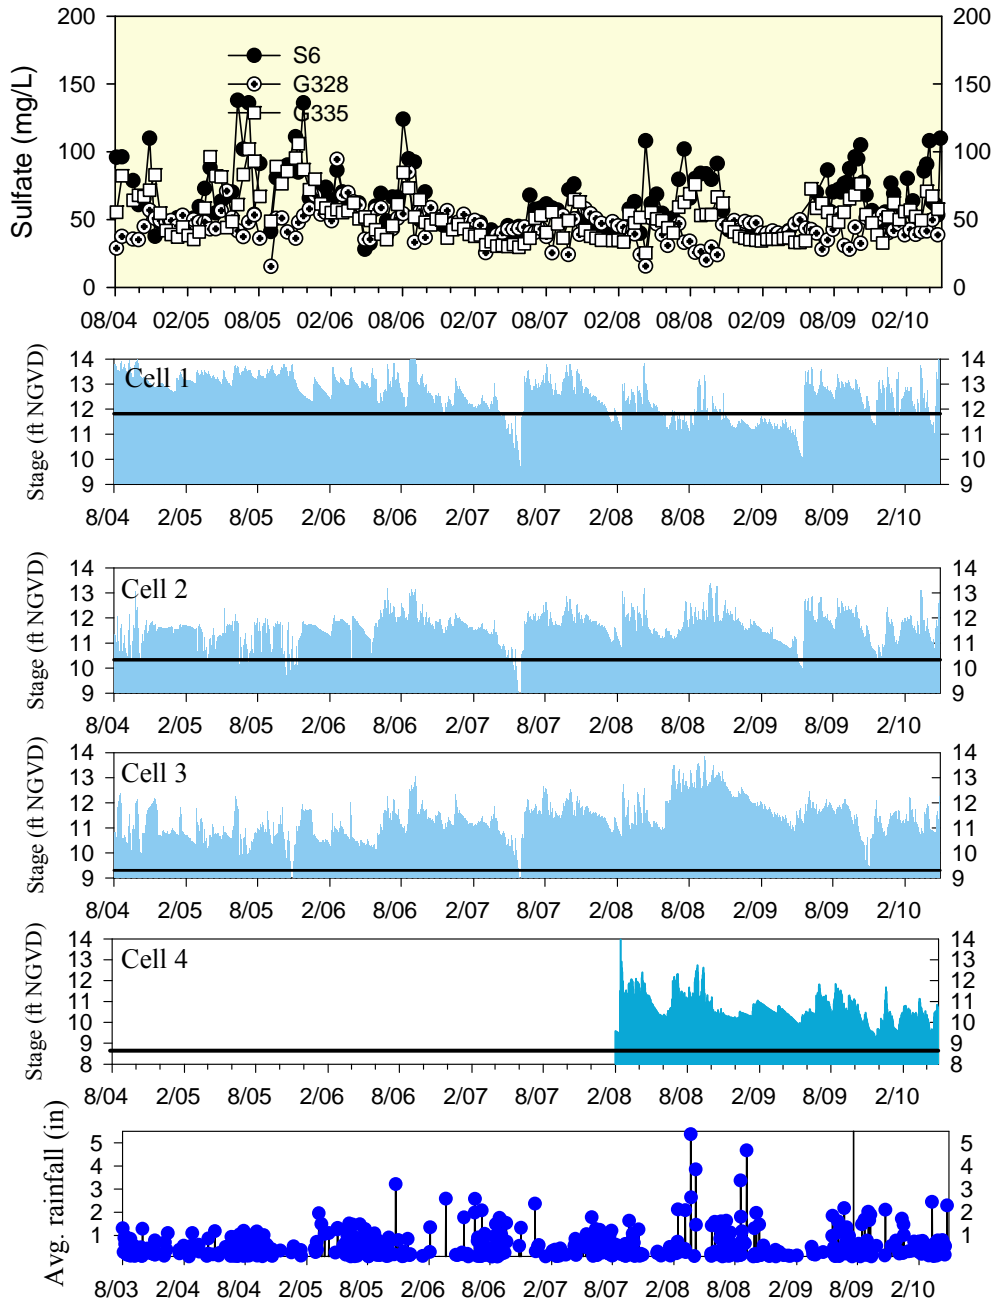 200 200
Sulfate (mg/L)
S6
150 150
G328
G335
100 100
50 50
0 0
08/04 02/05 08/05 02/06 08/06 02/07 08/07 02/08 08/08 02/09 08/09 02/10
Stage (ft NGVD)
Cell 1
14 14
13 13
12 12
11 11
10 10
9 9
8/04 2/05 8/05 2/06 8/06 2/07 8/07 2/08 8/08 2/09 8/09 2/10
Stage (ft NGVD)
Cell 2
14 14
13 13
12 12
11 11
10 10
9 9
8/04 2/05 8/05 2/06 8/06 2/07 8/07 2/08 8/08 2/09 8/09 2/10
Stage (ft NGVD)
Cell 3
14 14
13 13
12 12
11 11
10 10
9 9
8/04 2/05 8/05 2/06 8/06 2/07 8/07 2/08 8/08 2/09 8/09 2/10
Stage (ft NGVD)
Cell 4
14 14
13 13
12 12
11 11
10 10
9 9
8 8
8/04 2/05 8/05 2/06 8/06 2/07 8/07 2/08 8/08 2/09 8/09 2/10
Avg. rainfall (in)
5 5
4 4
3 3
2 2
1 1
8/03 2/04 8/04 2/05 8/05 2/06 8/06 2/07 8/07 2/08 8/08 2/09 8/09 2/10